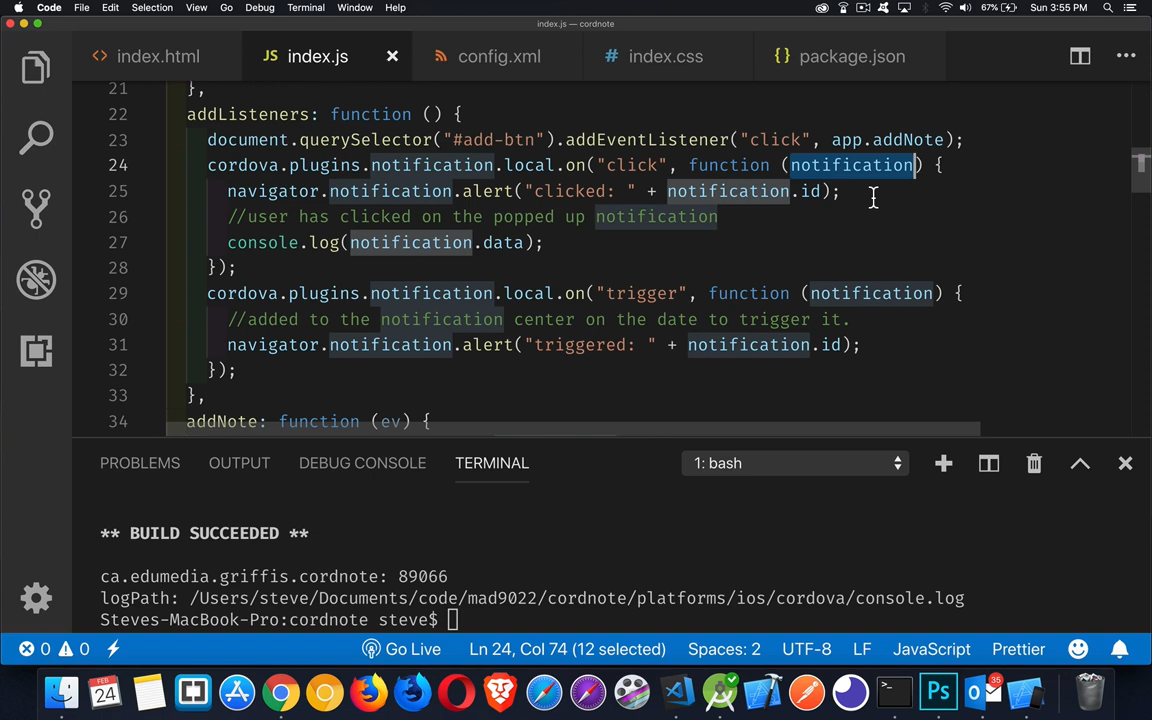 Code File Edit Selection View Go Debug Terminal Window Help 67% Sun 3:55 PM
index.js — cordnote
<> index.html JS index.js × config.xml # index.css {} package.json
21 },
22 addListeners: function () {
23 document.querySelector("#add-btn").addEventListener("click", app.addNote);
24 cordova.plugins.notification.local.on("click", function (notification) {
25 navigator.notification.alert("clicked: " + notification.id);
26 //user has clicked on the popped up notification
27 console.log(notification.data);
28 });
29 cordova.plugins.notification.local.on("trigger", function (notification) {
30 //added to the notification center on the date to trigger it.
31 navigator.notification.alert("triggered: " + notification.id);
32 });
33 },
34 addNote: function (ev) {
PROBLEMS OUTPUT DEBUG CONSOLE TERMINAL 1: bash
** BUILD SUCCEEDED **
ca.edumedia.griffis.cordnote: 89066
logPath: /Users/steve/Documents/code/mad9022/cordnote/platforms/ios/cordova/console.log
Steves-MacBook-Pro:cordnote steve$
0 0 Go Live Ln 24, Col 74 (12 selected) Spaces: 2 UTF-8 LF JavaScript Prettier
FEB 24 >_ Ps 35